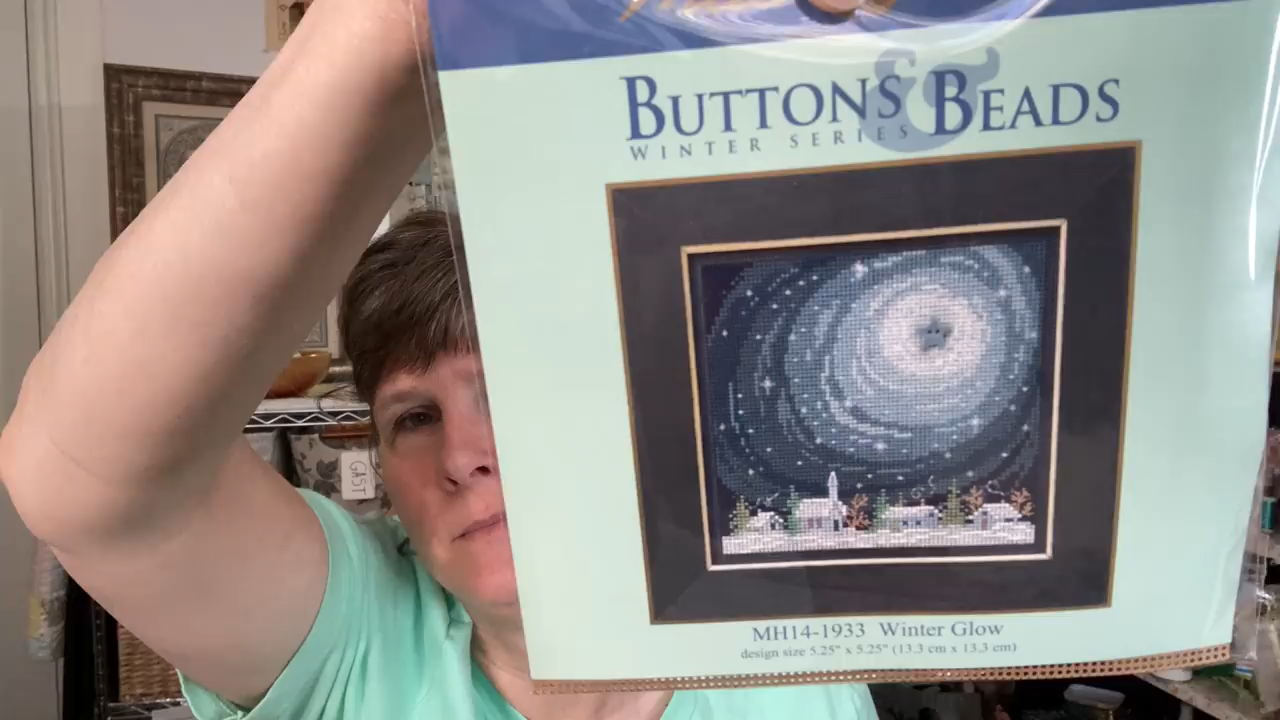 BUTTONS & BEADS
WINTER SERIES
MH14-1933 Winter Glow
design size 5.25" x 5.25" (13.3 cm x 13.3 cm)
GAST